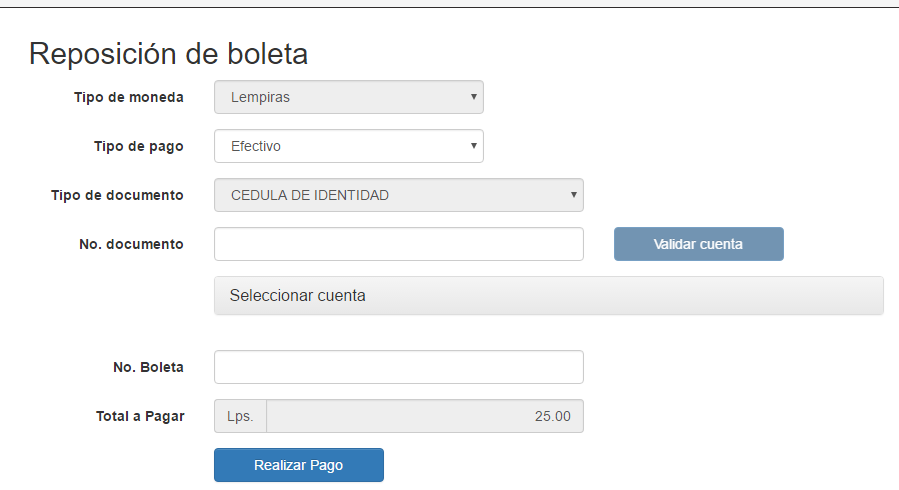 Reposición de boleta
Tipo de moneda Lempiras
Tipo de pago Efectivo
Tipo de documento CEDULA DE IDENTIDAD
No. documento Validar cuenta
Seleccionar cuenta
No. Boleta
Total a Pagar Lps. 25.00
Realizar Pago